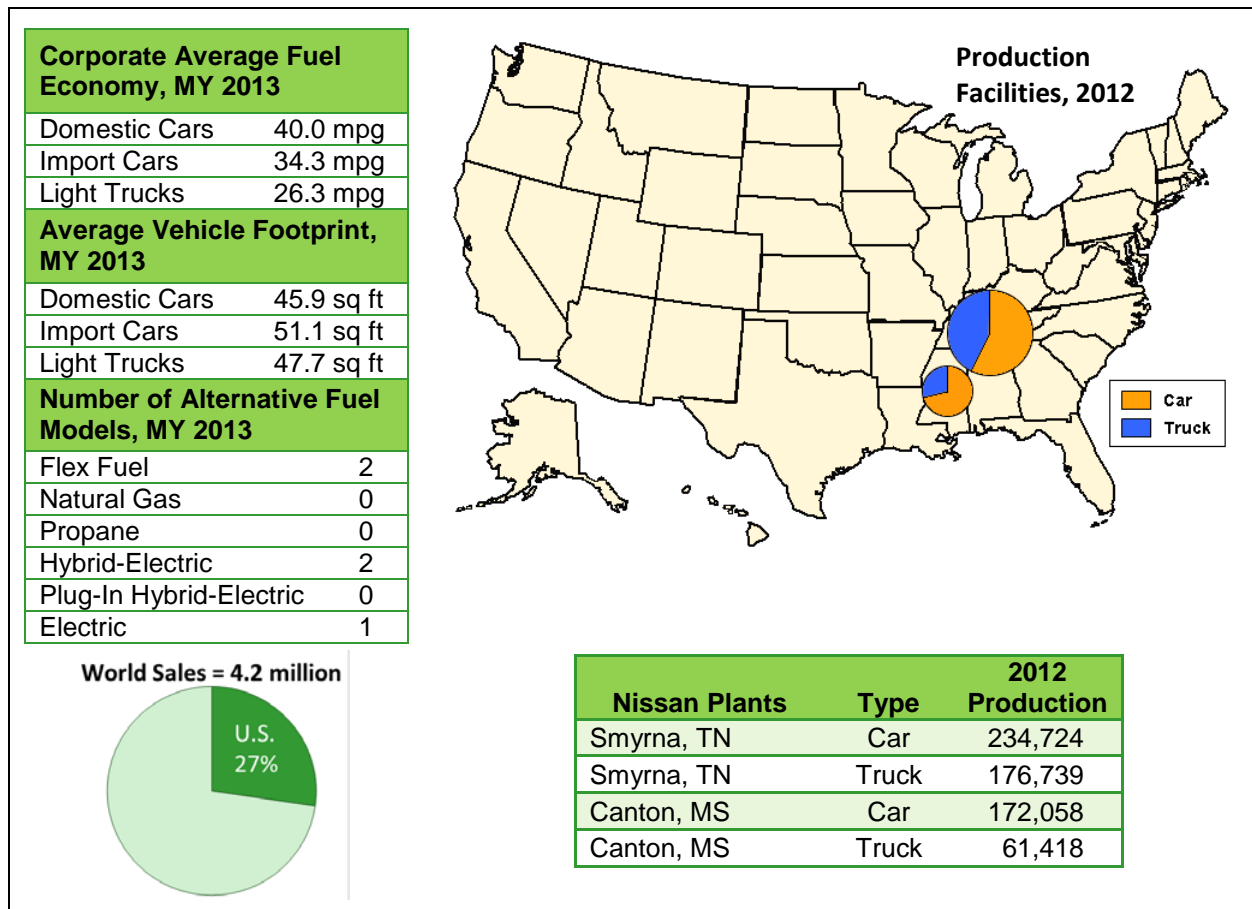 Corporate Average Fuel
Economy, MY 2013
Domestic Cars 40.0 mpg
Import Cars 34.3 mpg
Light Trucks 26.3 mpg
Average Vehicle Footprint,
MY 2013
Domestic Cars 45.9 sq ft
Import Cars 51.1 sq ft
Light Trucks 47.7 sq ft
Number of Alternative Fuel
Models, MY 2013
Flex Fuel 2
Natural Gas 0
Propane 0
Hybrid-Electric 2
Plug-In Hybrid-Electric 0
Electric 1
World Sales = 4.2 million
U.S.
27%
Production
Facilities, 2012
Car
Truck
Nissan Plants Type 2012 Production
Smyrna, TN Car 234,724
Smyrna, TN Truck 176,739
Canton, MS Car 172,058
Canton, MS Truck 61,418